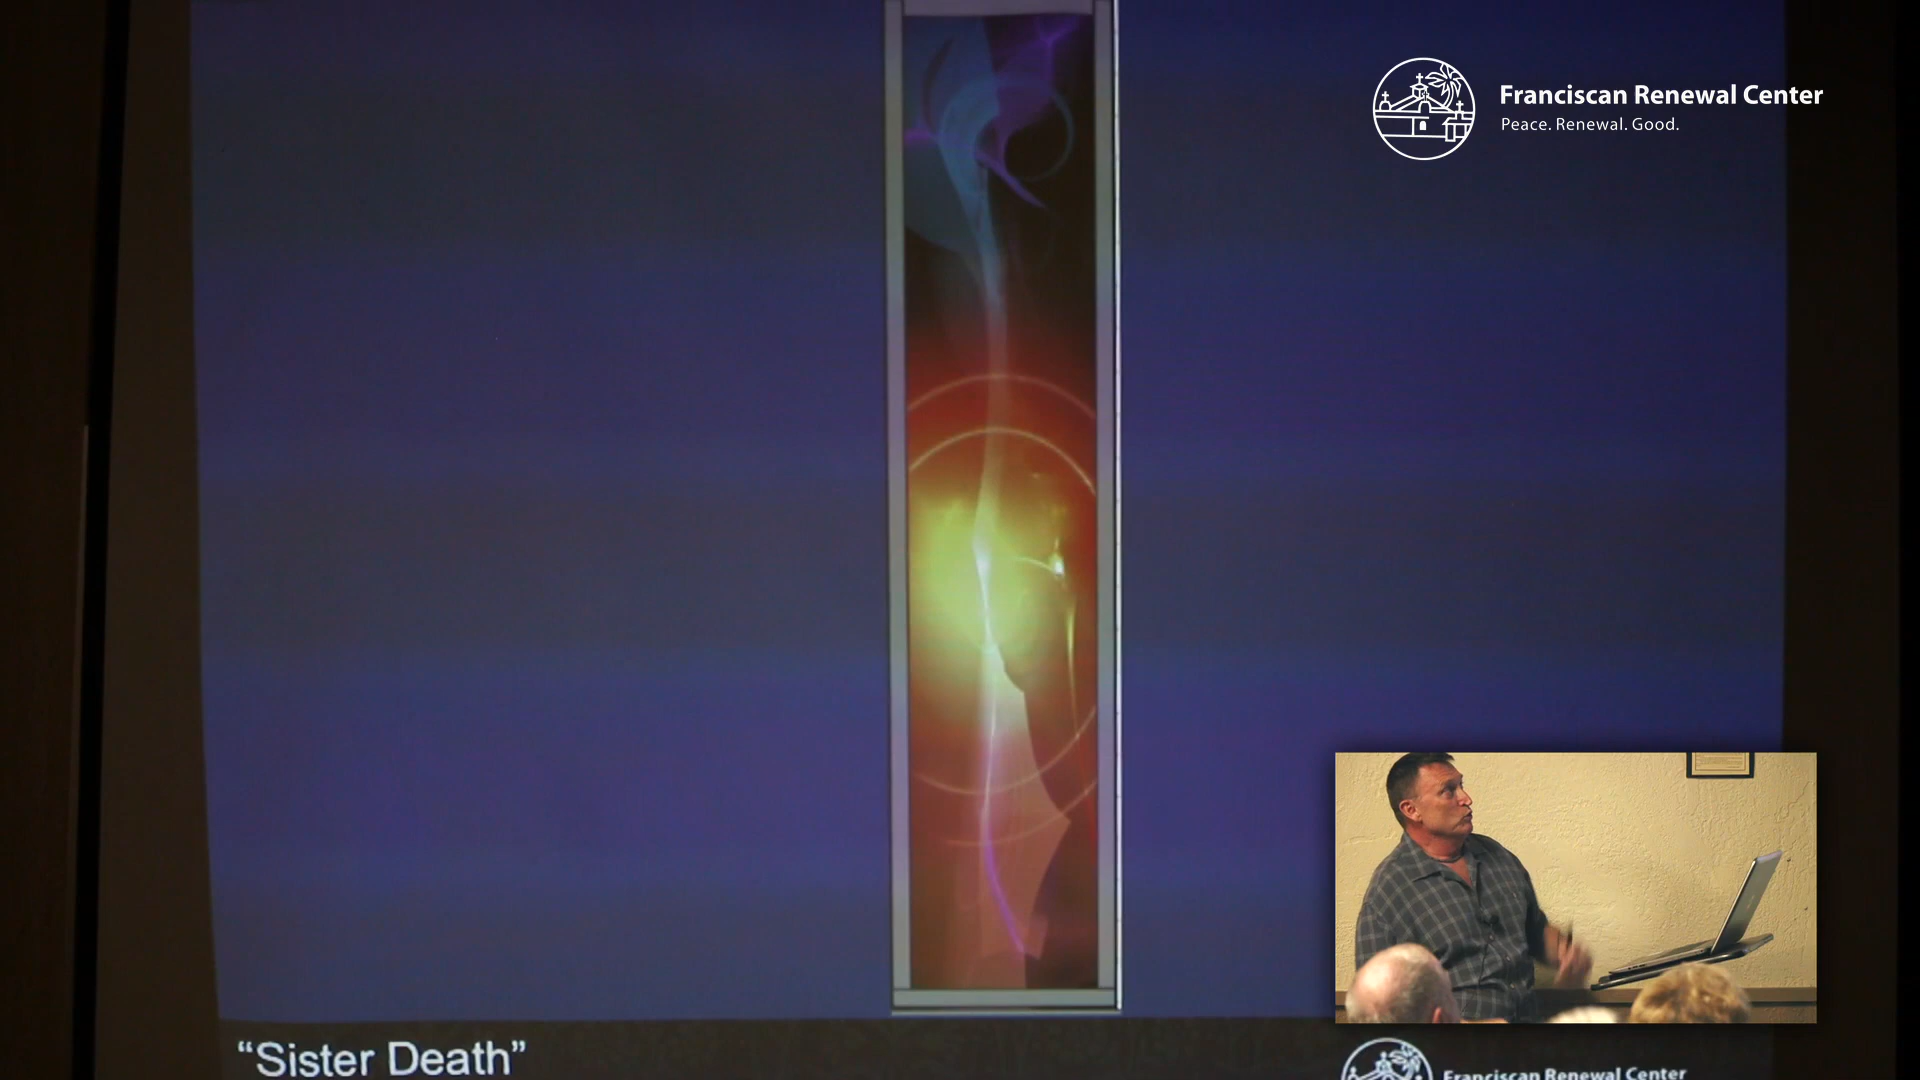 Franciscan Renewal Center
Peace. Renewal. Good.
“Sister Death”
Franciscan Renewal Center